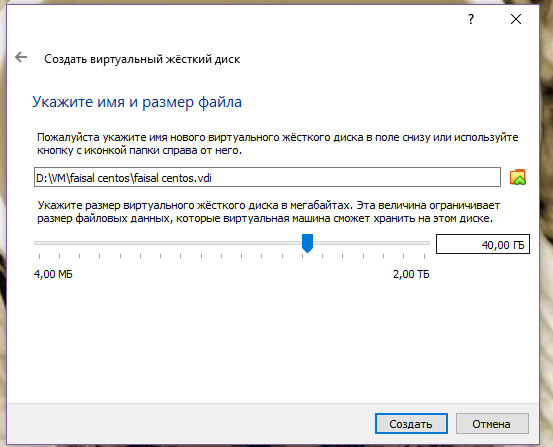 ?
Создать виртуальный жёсткий диск
Укажите имя и размер файла
Пожалуйста укажите имя нового виртуального жёсткого диска в поле снизу или используйте
кнопку с иконкой папки справа от него.
D:\VM\faisal centos\faisal centos.vdi
Укажите размер виртуального жёсткого диска в мегабайтах. Эта величина ограничивает
размер файловых данных, которые виртуальная машина сможет хранить на этом диске.
40,00 ГБ
4,00 МБ
2,00 ТБ
Создать
Отмена